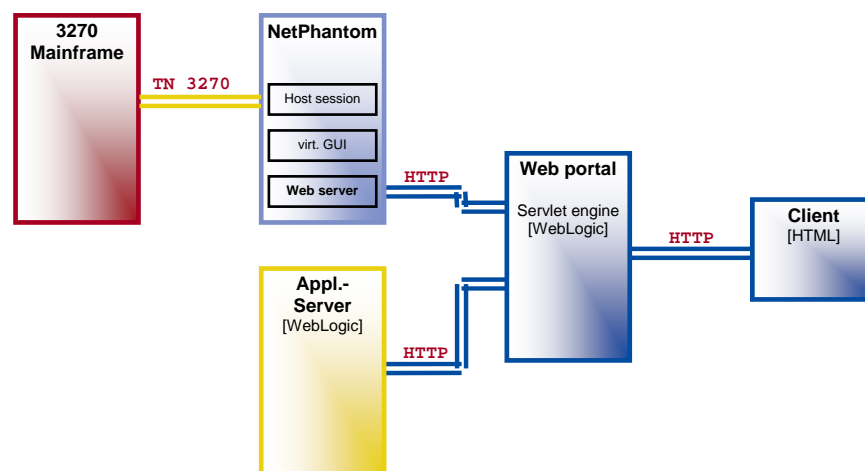 3270
Mainframe
TN 3270
NetPhantom
Host session
virt. GUI
Web server
HTTP
Web portal
Servlet engine
[WebLogic]
HTTP
Client
[HTML]
Appl.-
Server
[WebLogic]
HTTP